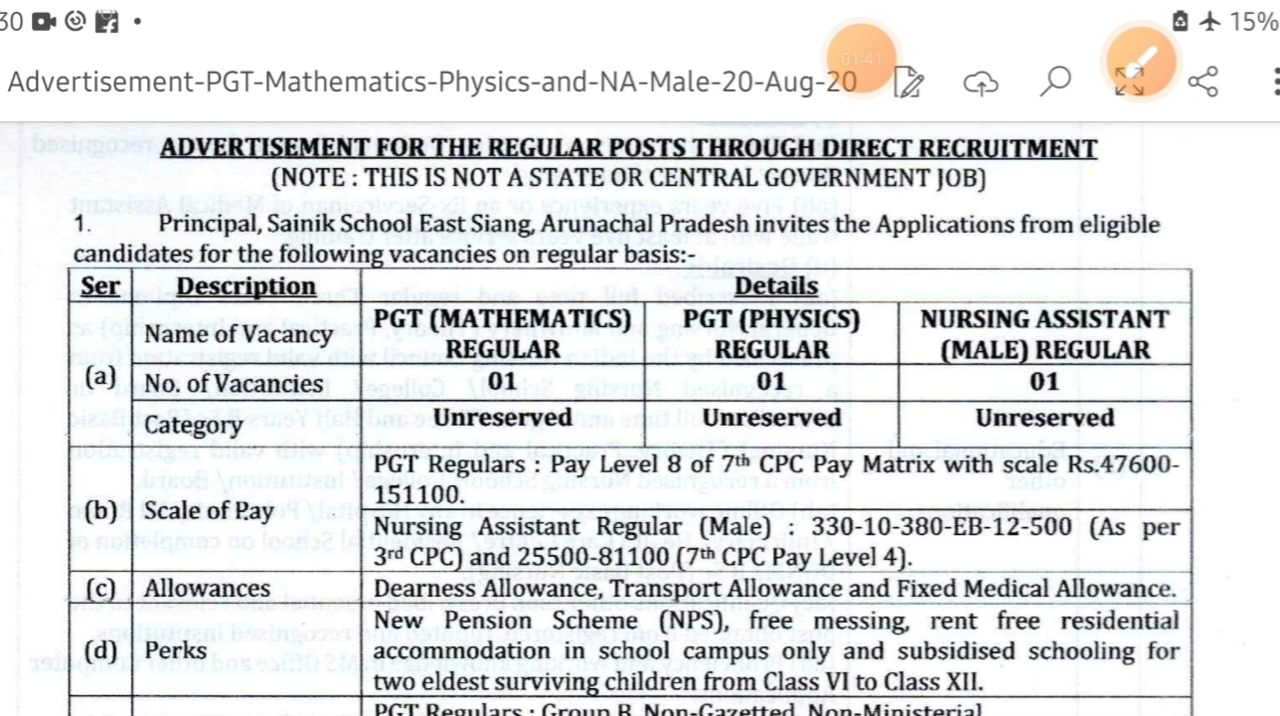 30
15%
01:41
Advertisement-PGT-Mathematics-Physics-and-NA-Male-20-Aug-20
ADVERTISEMENT FOR THE REGULAR POSTS THROUGH DIRECT RECRUITMENT
(NOTE : THIS IS NOT A STATE OR CENTRAL GOVERNMENT JOB)
1. Principal, Sainik School East Siang, Arunachal Pradesh invites the Applications from eligible
candidates for the following vacancies on regular basis:-
Ser Description Details
(a) Name of Vacancy PGT (MATHEMATICS) REGULAR PGT (PHYSICS) REGULAR NURSING ASSISTANT (MALE) REGULAR
No. of Vacancies 01 01 01
Category Unreserved Unreserved Unreserved
(b) Scale of Pay PGT Regulars : Pay Level 8 of 7th CPC Pay Matrix with scale Rs.47600-
151100.
Nursing Assistant Regular (Male) : 330-10-380-EB-12-500 (As per
3rd CPC) and 25500-81100 (7th CPC Pay Level 4).
(c) Allowances Dearness Allowance, Transport Allowance and Fixed Medical Allowance.
(d) Perks New Pension Scheme (NPS), free messing, rent free residential
accommodation in school campus only and subsidised schooling for
two eldest surviving children from Class VI to Class XII.
PGT Regulars : Group B, Non-Gazetted, Non-Ministerial